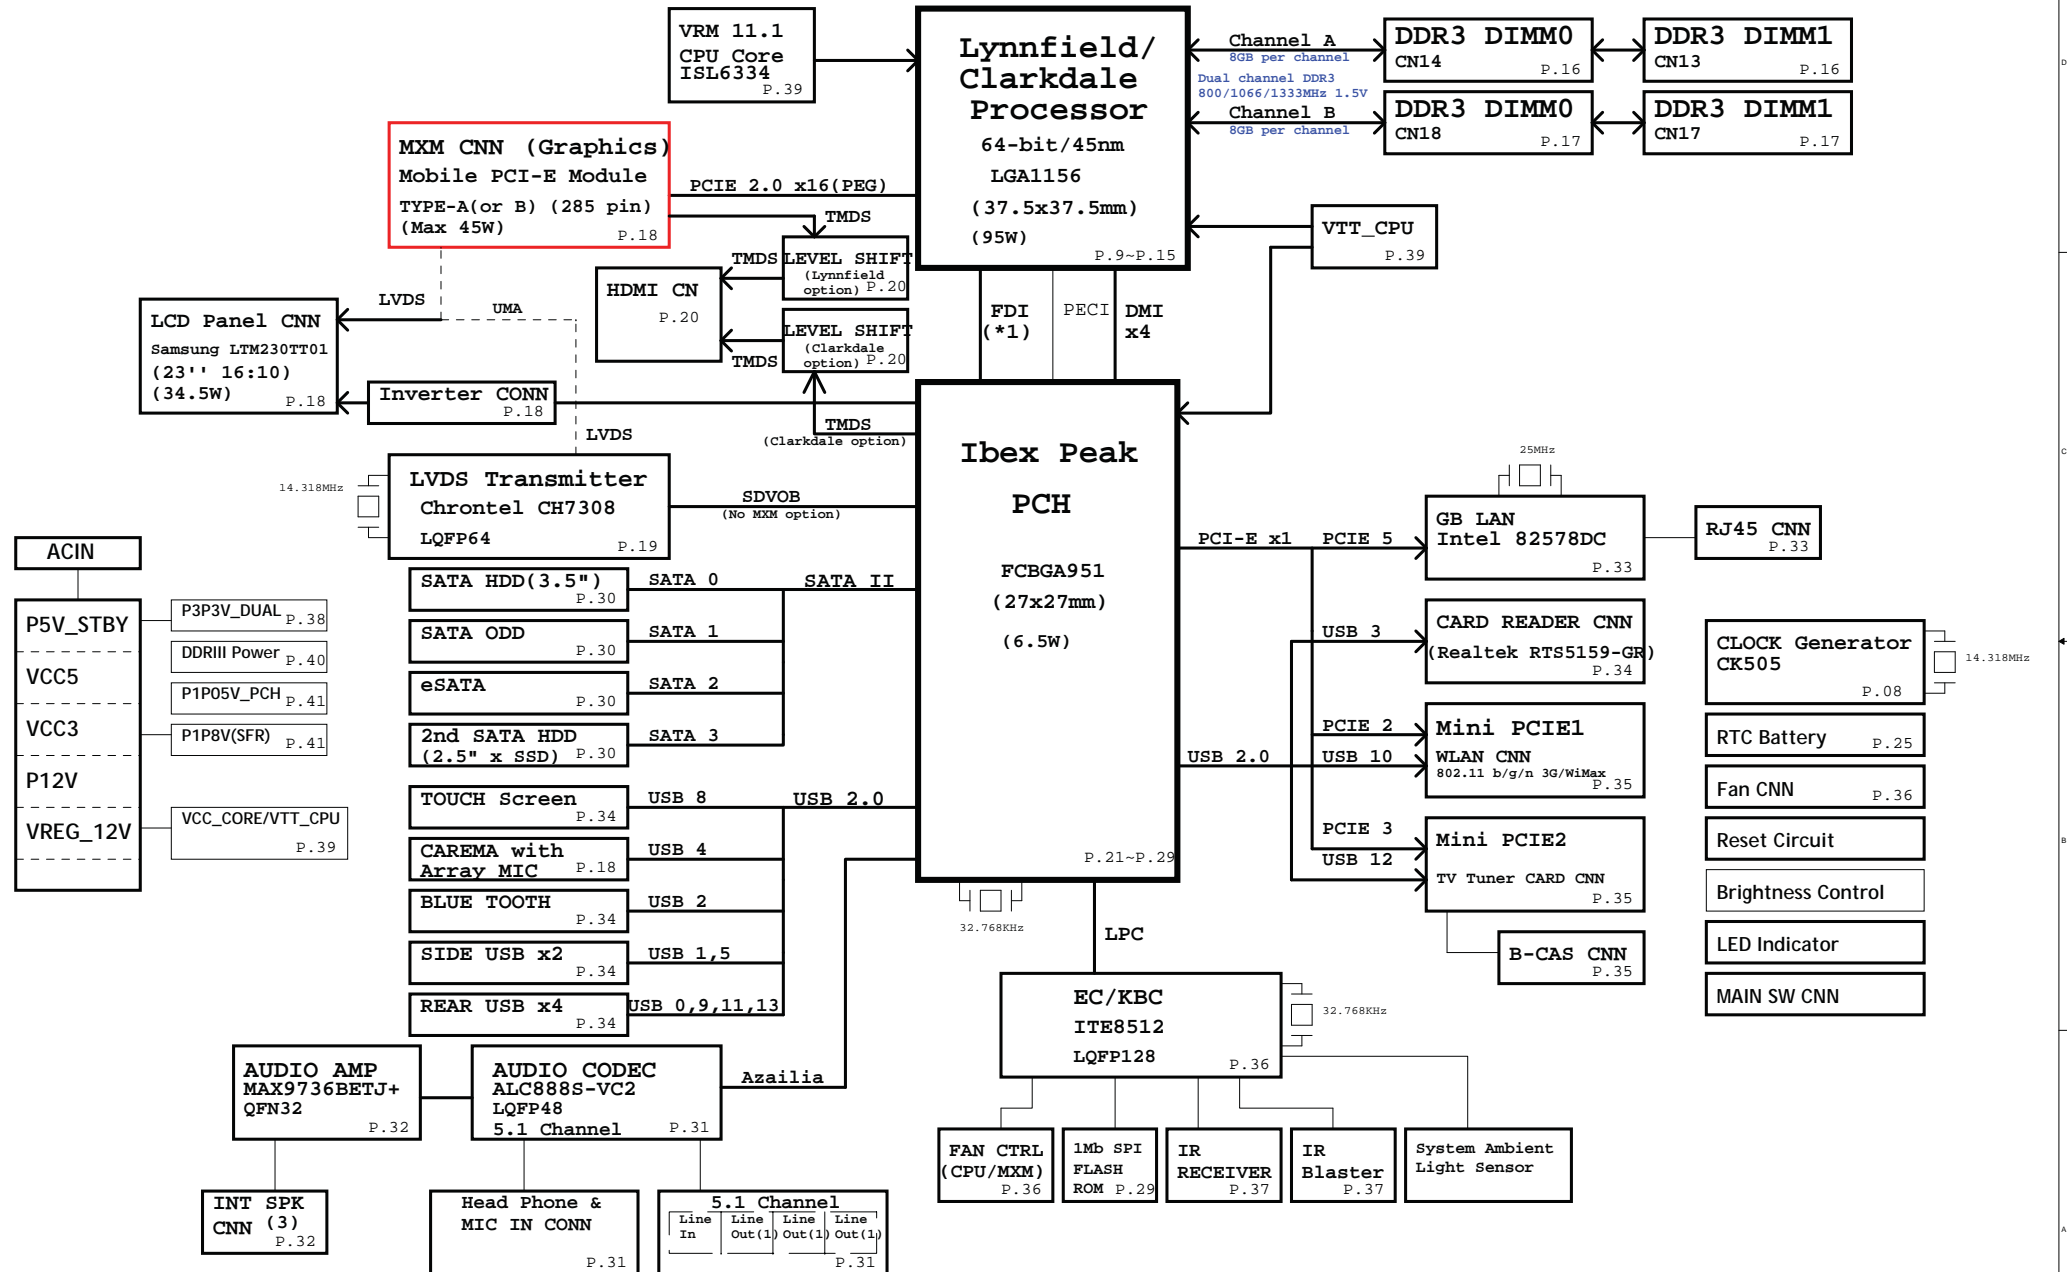 VRM 11.1
CPU Core
ISL6334
P.39
Lynnfield/
Clarkdale
Processor
64-bit/45nm
LGA1156
(37.5x37.5mm)
(95W)
P.9~P.15
Channel A
8GB per channel
Dual channel DDR3
800/1066/1333MHz 1.5V
Channel B
8GB per channel
DDR3 DIMM0
CN14
P.16
DDR3 DIMM1
CN13
P.16
DDR3 DIMM0
CN18
P.17
DDR3 DIMM1
CN17
P.17
D
MXM CNN (Graphics)
Mobile PCI-E Module
TYPE-A(or B) (285 pin)
(Max 45W)
P.18
PCIE 2.0 x16(PEG)
TMDS
VTT_CPU
P.39
LEVEL SHIFT
(Lynnfield
option) P.20
TMDS
HDMI CN
P.20
LEVEL SHIFT
(Clarkdale
option) P.20
TMDS
TMDS
(Clarkdale option)
FDI
(*1)
PECI
DMI
x4
LVDS
UMA
LCD Panel CNN
Samsung LTM230TT01
(23'' 16:10)
(34.5W)
P.18
Inverter CONN
P.18
LVDS
14.318MHz
LVDS Transmitter
Chrontel CH7308
LQFP64
P.19
SDVOB
(No MXM option)
Ibex Peak
PCH
FCBGA951
(27x27mm)
(6.5W)
P.21~P.29
25MHz
C
PCI-E x1
PCIE 5
GB LAN
Intel 82578DC
P.33
RJ45 CNN
P.33
ACIN
P5V_STBY
VCC5
VCC3
P12V
VREG_12V
P3P3V_DUAL P.38
DDRIII Power P.40
P1P05V_PCH P.41
P1P8V(SFR) P.41
VCC_CORE/VTT_CPU
P.39
SATA HDD(3.5")
P.30
SATA 0
SATA II
SATA ODD
P.30
SATA 1
eSATA
P.30
SATA 2
2nd SATA HDD
(2.5" x SSD) P.30
SATA 3
TOUCH Screen
P.34
USB 8
USB 2.0
CAREMA with
Array MIC P.18
USB 4
BLUE TOOTH
P.34
USB 2
SIDE USB x2
P.34
USB 1,5
REAR USB x4
P.34
USB 0,9,11,13
USB 3
CARD READER CNN
(Realtek RTS5159-GR)
P.34
PCIE 2
USB 2.0
USB 10
Mini PCIE1
WLAN CNN
802.11 b/g/n 3G/WiMax
P.35
PCIE 3
USB 12
Mini PCIE2
TV Tuner CARD CNN
P.35
B-CAS CNN
P.35
CLOCK Generator
CK505
P.08
14.318MHz
RTC Battery P.25
Fan CNN P.36
Reset Circuit
B
Brightness Control
LED Indicator
MAIN SW CNN
32.768KHz
LPC
EC/KBC
ITE8512
LQFP128
P.36
32.768KHz
AUDIO AMP
MAX9736BETJ+
QFN32
P.32
AUDIO CODEC
ALC888S-VC2
LQFP48
5.1 Channel P.31
Azailia
INT SPK
CNN (3)
P.32
Head Phone &
MIC IN CONN
P.31
5.1 Channel
Line
In
Line
Out(1)
Line
Out(1)
Line
Out(1)
P.31
FAN CTRL
(CPU/MXM)
P.36
1Mb SPI
FLASH
ROM P.29
IR
RECEIVER
P.37
IR
Blaster
P.37
System Ambient
Light Sensor
A